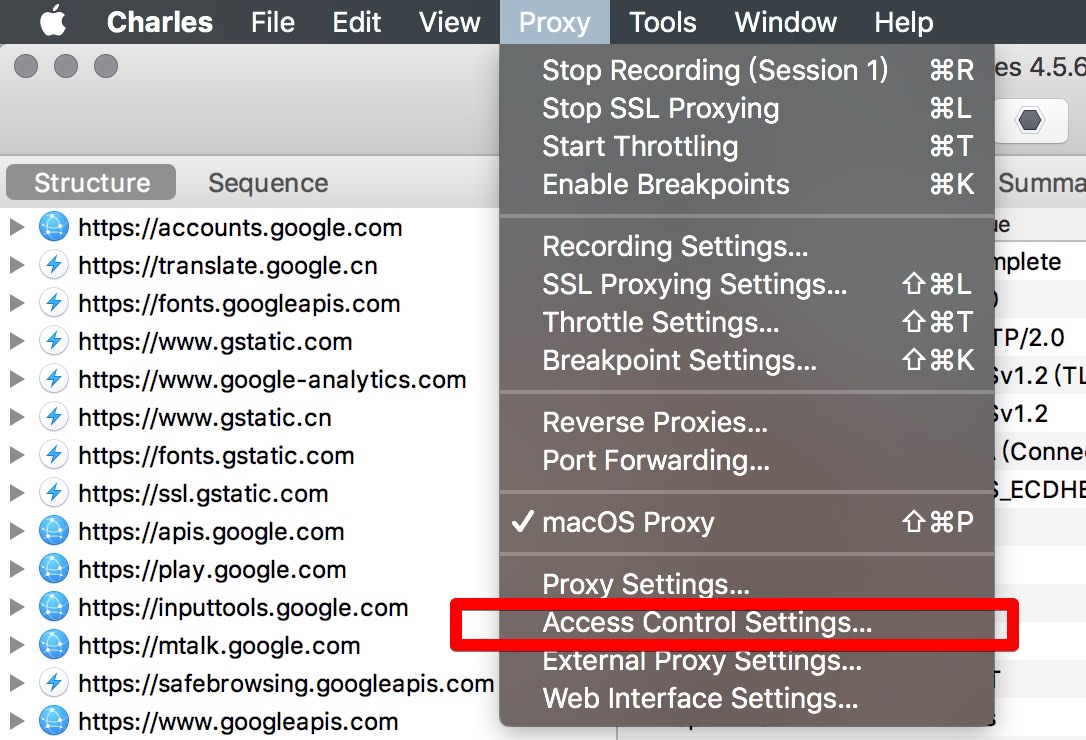 Charles File Edit View Proxy Tools Window Help
Stop Recording (Session 1) ⌘R
es 4.5.6
Stop SSL Proxying ⌘L
Start Throttling ⌘T
Enable Breakpoints ⌘K
Structure Sequence
Summa
https://accounts.google.com
https://translate.google.cn
https://fonts.googleapis.com
https://www.gstatic.com
https://www.google-analytics.com
https://www.gstatic.cn
https://fonts.gstatic.com
https://ssl.gstatic.com
https://apis.google.com
https://play.google.com
https://inputtools.google.com
https://mtalk.google.com
https://safebrowsing.googleapis.com
https://www.googleapis.com
Recording Settings...
SSL Proxying Settings... ⇧⌘L
Throttle Settings... ⇧⌘T
Breakpoint Settings... ⇧⌘K
Reverse Proxies...
Port Forwarding...
✓ macOS Proxy ⇧⌘P
Proxy Settings...
Access Control Settings...
External Proxy Settings...
Web Interface Settings...
ue
mplete
TP/2.0
Sv1.2 (TL
Sv1.2
(Conne
S_ECDHE